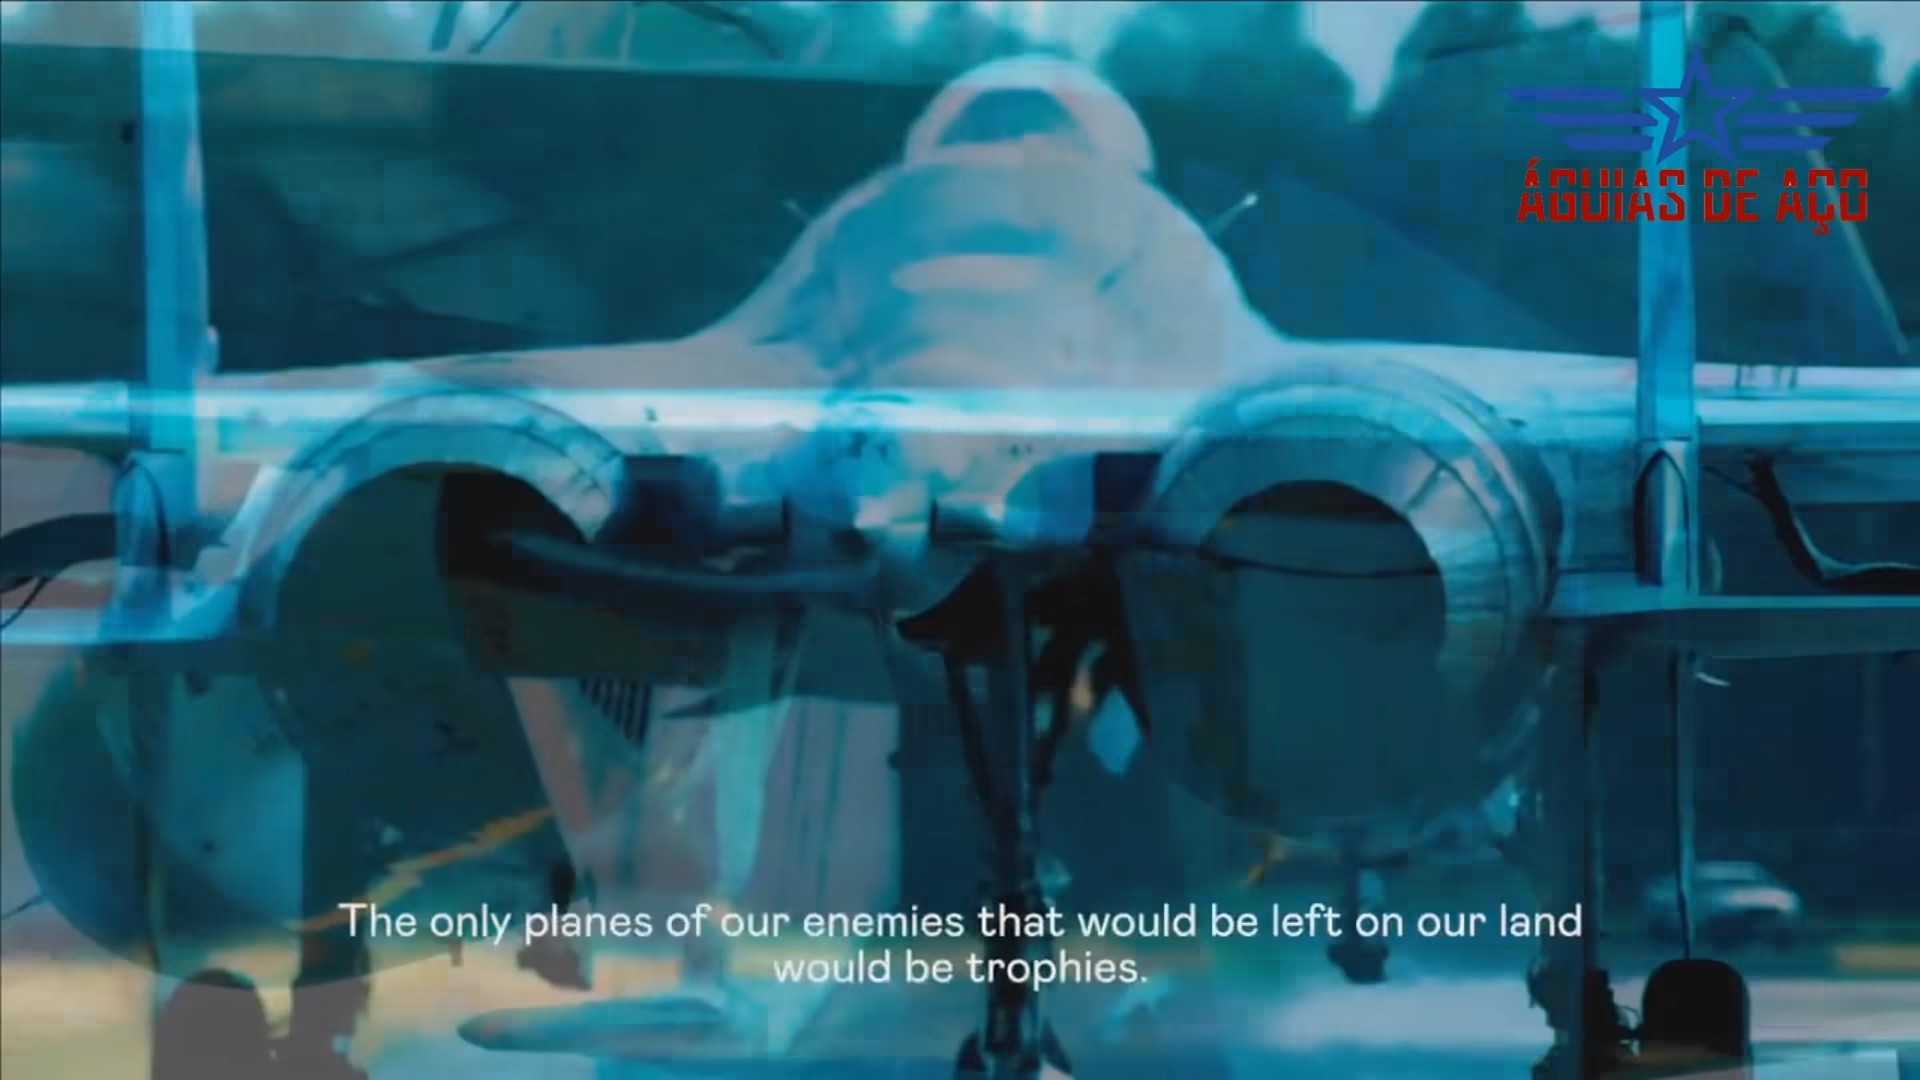 ÁGUIAS DE AÇO
The only planes of our enemies that would be left on our land
would be trophies.